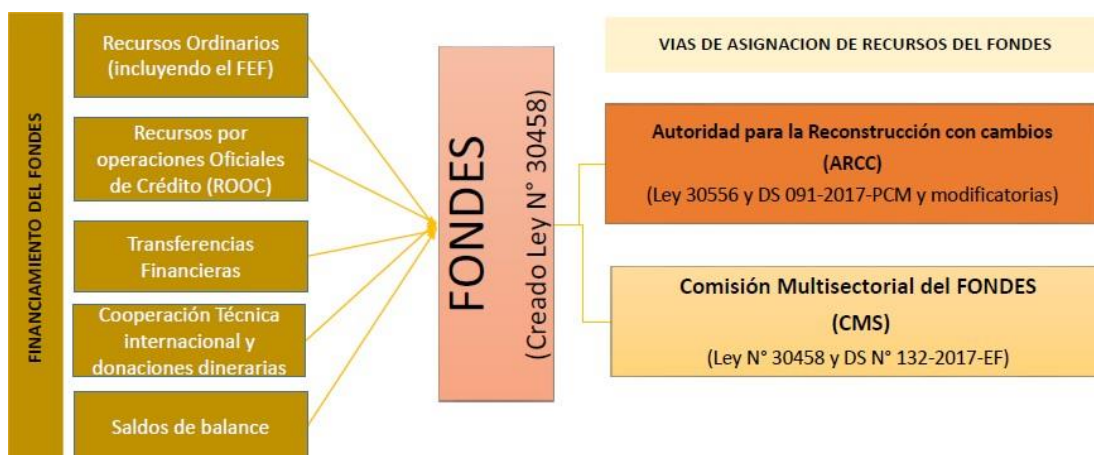 FINANCIAMIENTO DEL FONDES
Recursos Ordinarios
(incluyendo el FEF)
Recursos por
operaciones Oficiales
de Crédito (ROOC)
Transferencias
Financieras
Cooperación Técnica
internacional y
donaciones dinerarias
Saldos de balance
FONDES
(Creado Ley N° 30458)
VIAS DE ASIGNACION DE RECURSOS DEL FONDES
Autoridad para la Reconstrucción con cambios
(ARCC)
(Ley 30556 y DS 091-2017-PCM y modificatorias)
Comisión Multisectorial del FONDES
(CMS)
(Ley N° 30458 y DS N° 132-2017-EF)